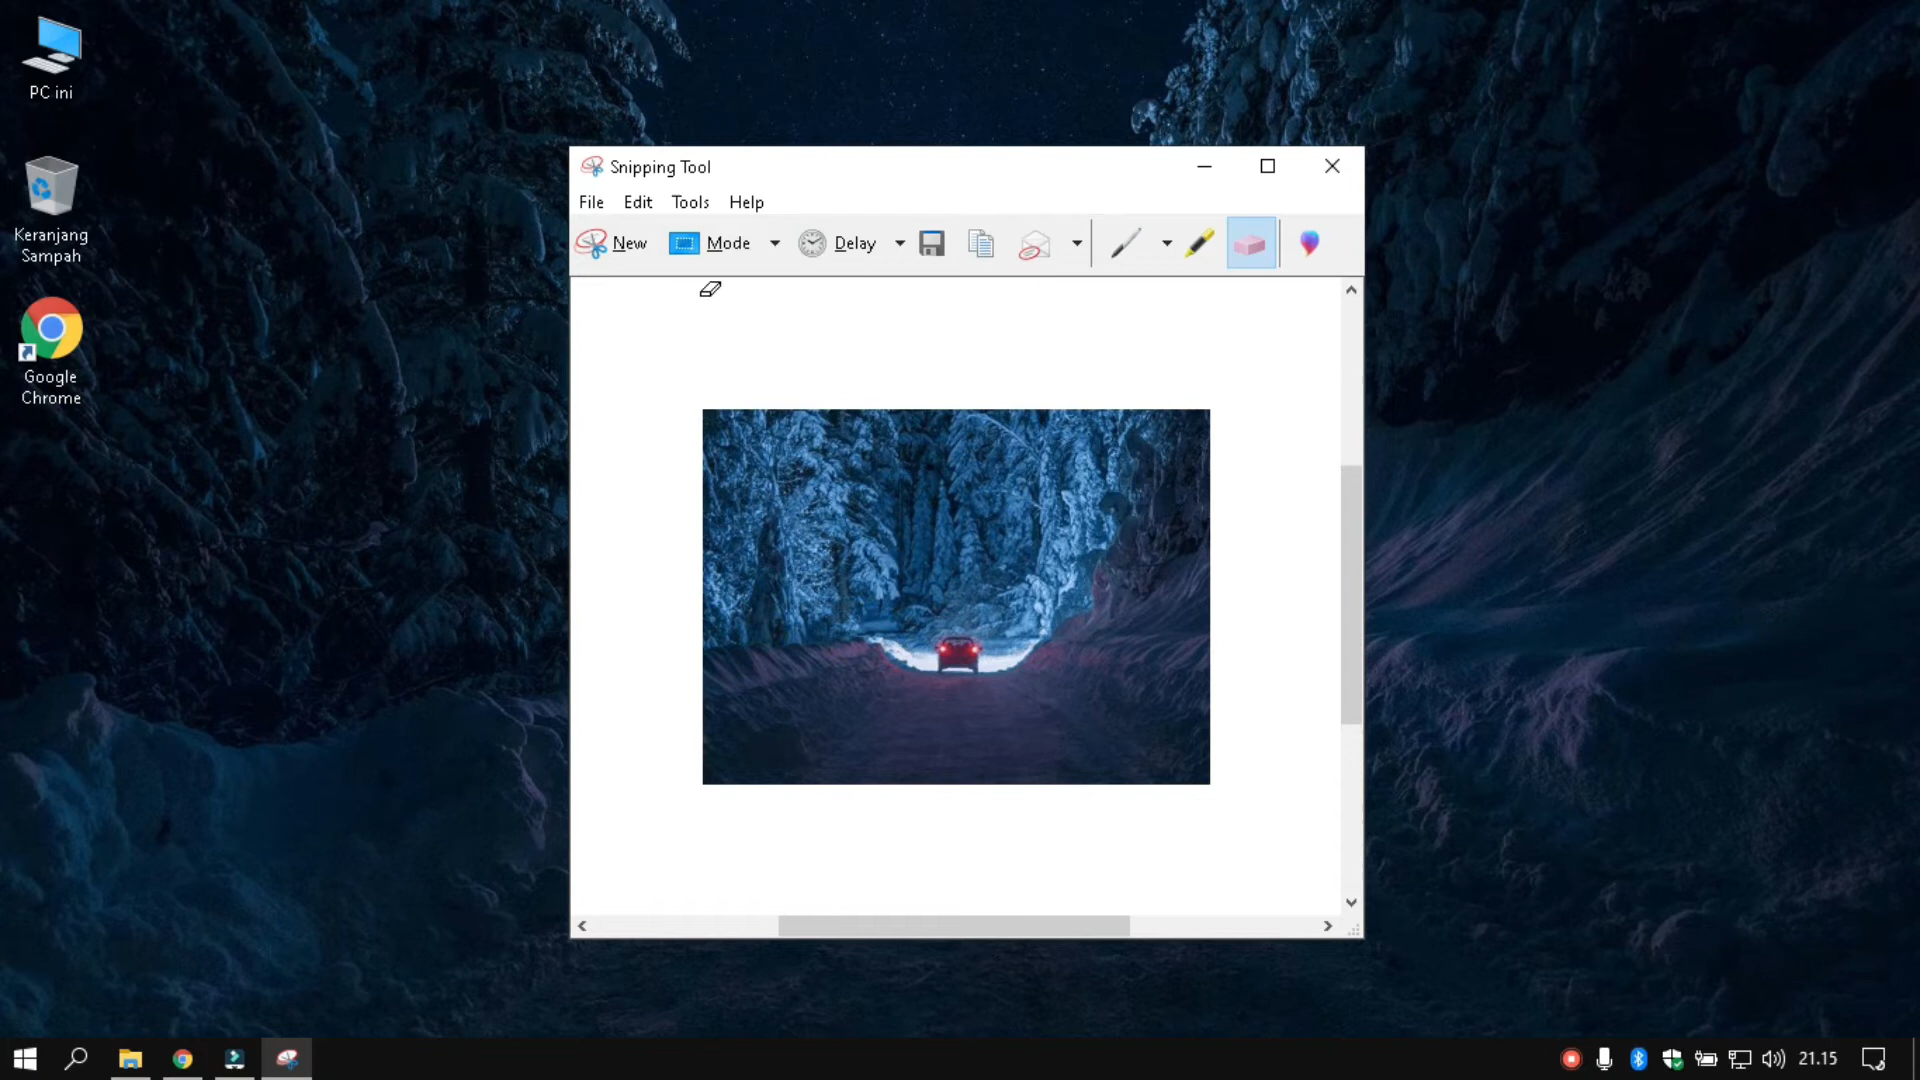 PC ini
Keranjang
Sampah
Google
Chrome
Snipping Tool
File Edit Tools Help
New Mode Delay
21.15